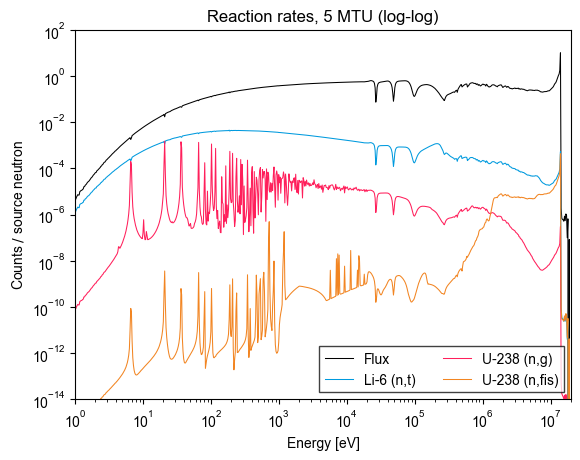 Reaction rates, 5 MTU (log-log)
10^2
10^0
10^−2
10^−4
10^−6
10^−8
10^−10
10^−12
10^−14
Counts / source neutron
Flux
Li-6 (n,t)
U-238 (n,g)
U-238 (n,fis)
10^0 10^1 10^2 10^3 10^4 10^5 10^6 10^7
Energy [eV]